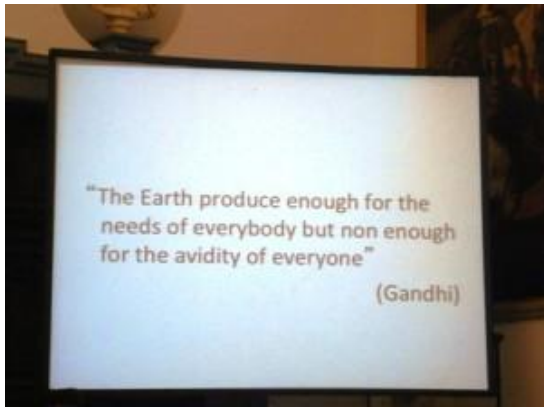 “The Earth produce enough for the
needs of everybody but non enough
for the avidity of everyone”
(Gandhi)